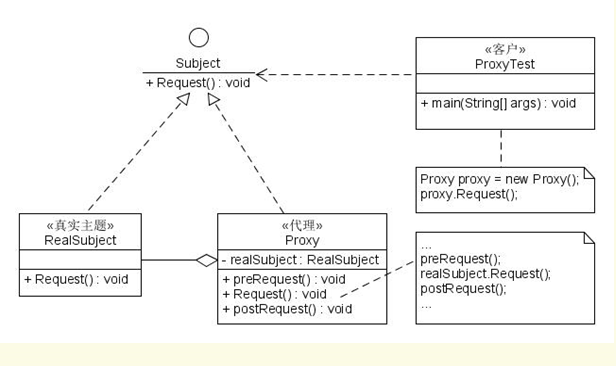 Subject
+ Request() : void
«客户»
ProxyTest
+ main(String[] args) : void
Proxy proxy = new Proxy();
proxy.Request();
«真实主题»
RealSubject
+ Request() : void
«代理»
Proxy
- realSubject : RealSubject
+ preRequest() : void
+ Request() : void
+ postRequest() : void
...
preRequest();
realSubject.Request();
postRequest();
...